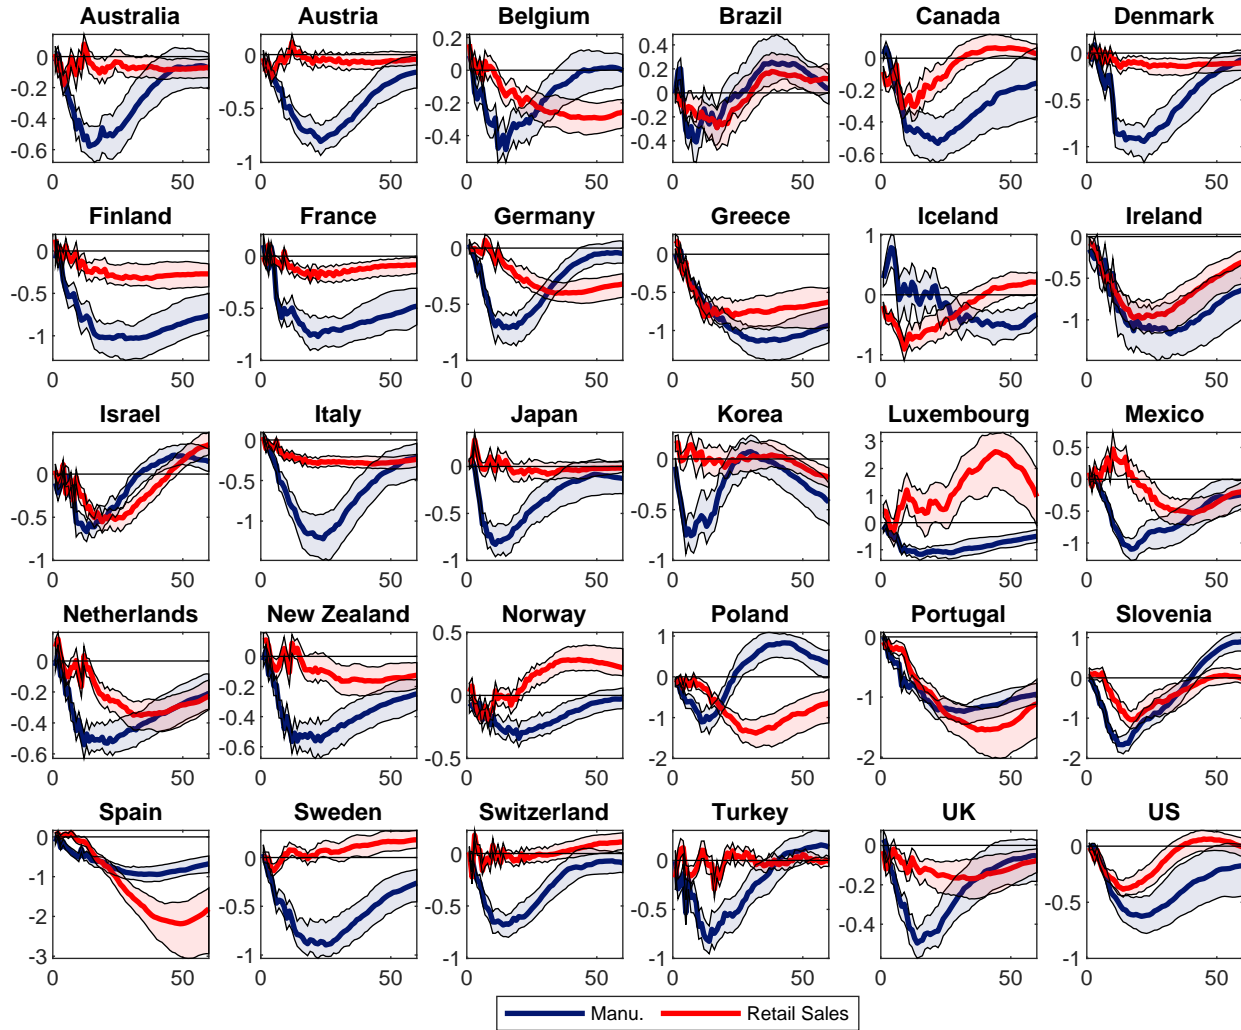 Australia Austria Belgium Brazil Canada Denmark
0 -0.2 -0.4 -0.6 0 50
0 -0.5 -1 0 50
0.2 0 -0.2 -0.4 0 50
0.4 0.2 0 -0.2 -0.4 0 50
0 -0.2 -0.4 -0.6 0 50
0 -0.5 -1 0 50
Finland France Germany Greece Iceland Ireland
0 -0.5 -1 0 50
0 -0.5 -1 0 50
0 -0.5 -1 0 50
0 -0.5 -1 0 50
1 0 -1 0 50
0 -0.5 -1 0 50
Israel Italy Japan Korea Luxembourg Mexico
0 -0.5 -1 0 50
0 -0.5 -1 0 50
0 -0.5 -1 0 50
0 -0.5 -1 0 50
3 2 1 0 -1 0 50
0.5 0 -0.5 -1 0 50
Netherlands New Zealand Norway Poland Portugal Slovenia
0 -0.2 -0.4 -0.6 0 50
0 -0.2 -0.4 -0.6 0 50
0.5 0 -0.5 0 50
1 0 -1 -2 0 50
0 -1 -2 0 50
1 0 -1 -2 0 50
Spain Sweden Switzerland Turkey UK US
0 -1 -2 -3 0 50
0 -0.5 -1 0 50
0 -0.5 -1 0 50
0 -0.5 -1 0 50
0 -0.2 -0.4 0 50
0 -0.5 -1 0 50
Manu. Retail Sales